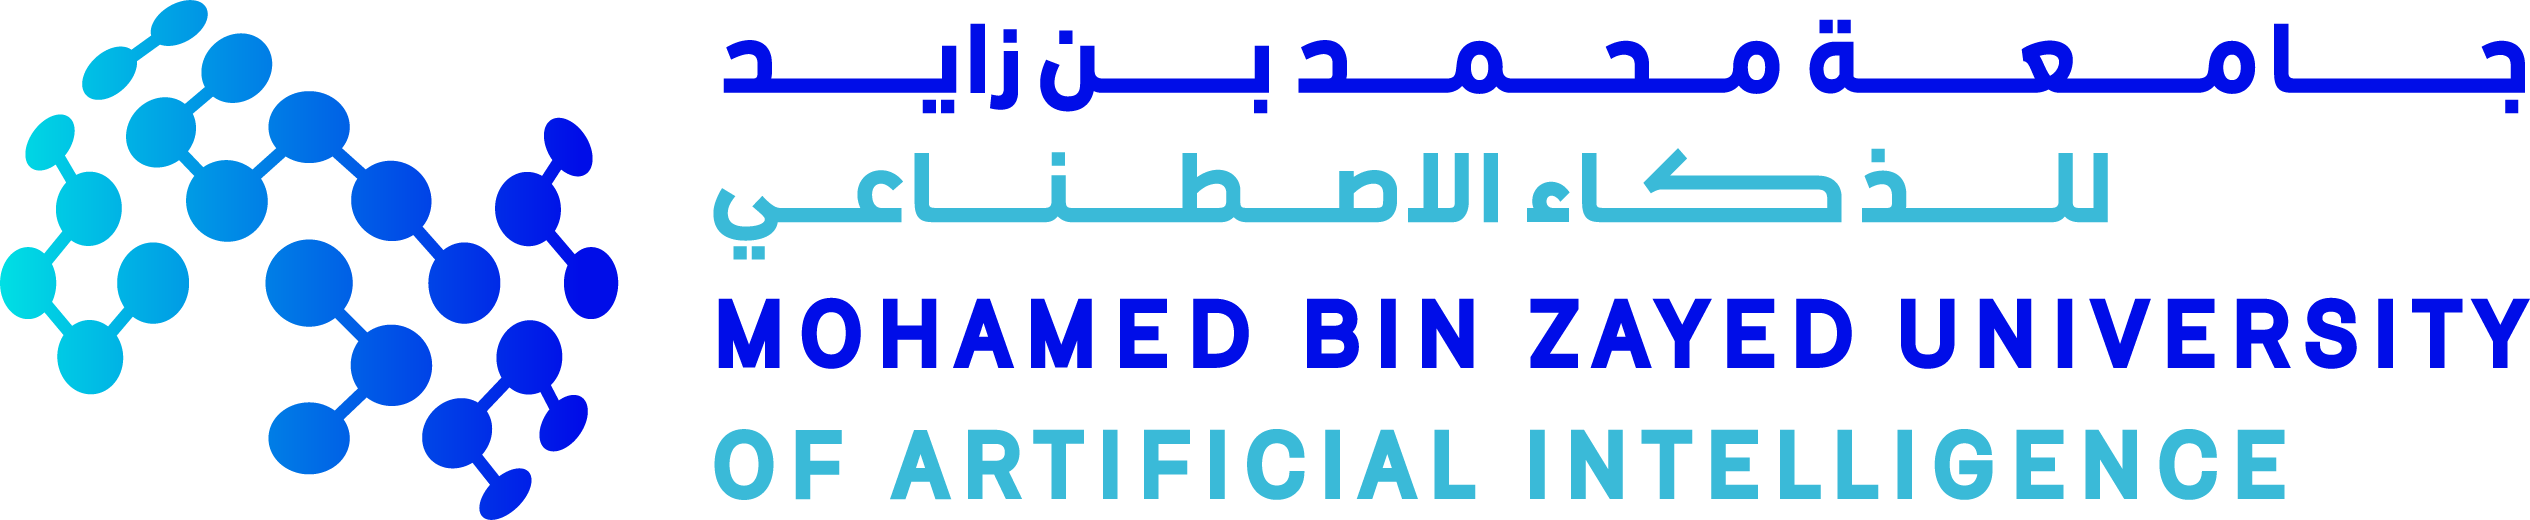 جامعة محمد بن زايد
للذكاء الاصطناعي
MOHAMED BIN ZAYED UNIVERSITY
OF ARTIFICIAL INTELLIGENCE